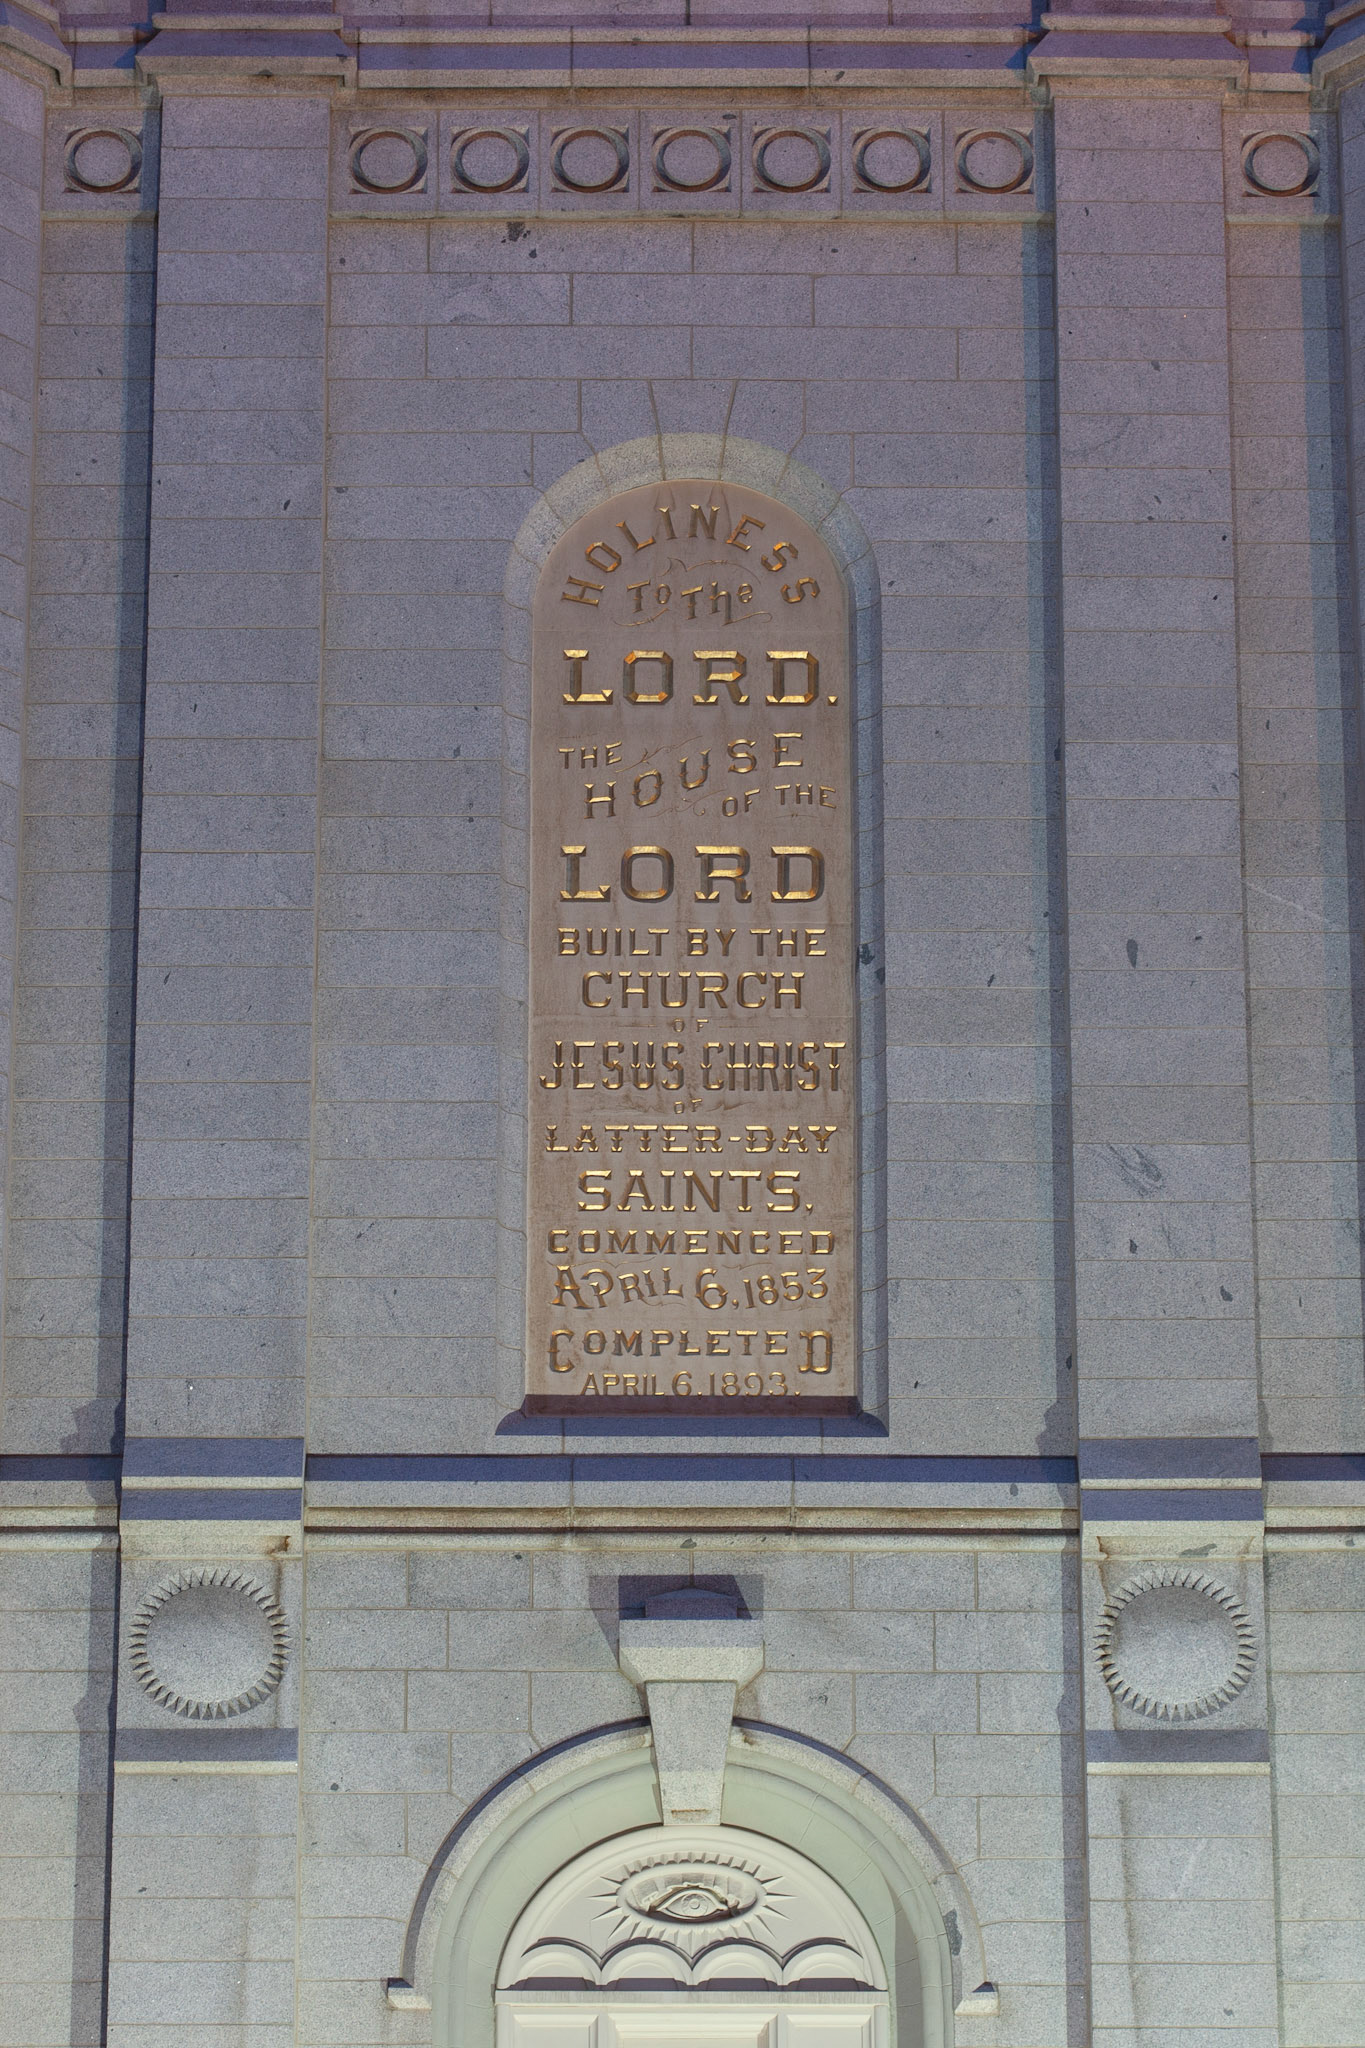 HOLINESS
To The
LORD.
THE HOUSE OF THE
LORD
BUILT BY THE
CHURCH
OF
JESUS CHRIST
OF
LATTER-DAY
SAINTS.
COMMENCED
APRIL 6, 1853
COMPLETED
APRIL 6. 1893.